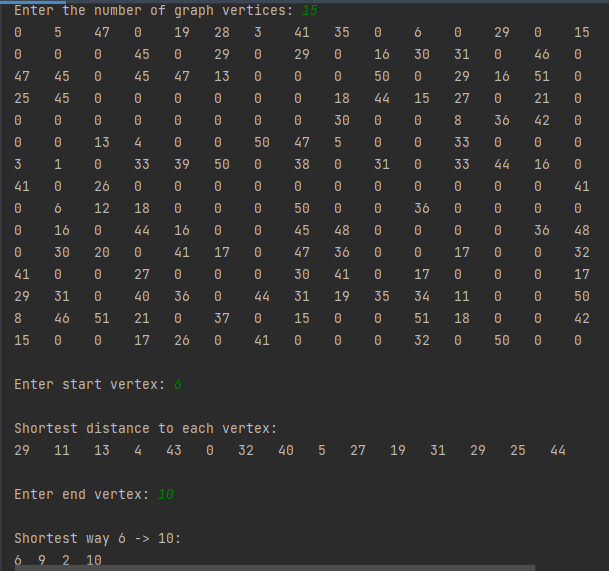 Enter the number of graph vertices: 15
0 5 47 0 19 28 3 41 35 0 6 0 29 0 15
0 0 0 45 0 29 0 29 0 16 30 31 0 46 0
47 45 0 45 47 13 0 0 0 50 0 29 16 51 0
25 45 0 0 0 0 0 0 18 44 15 27 0 21 0
0 0 0 0 0 0 0 0 30 0 0 8 36 42 0
0 0 13 4 0 0 50 47 5 0 0 33 0 0 0
3 1 0 33 39 50 0 38 0 31 0 33 44 16 0
41 0 26 0 0 0 0 0 0 0 0 0 0 0 41
0 6 12 18 0 0 0 50 0 0 36 0 0 0 0
0 16 0 44 16 0 0 45 48 0 0 0 0 36 48
0 30 20 0 41 17 0 47 36 0 0 17 0 0 32
41 0 0 27 0 0 0 30 41 0 17 0 0 0 17
29 31 0 40 36 0 44 31 19 35 34 11 0 0 50
8 46 51 21 0 37 0 15 0 0 51 18 0 0 42
15 0 0 17 26 0 41 0 0 0 32 0 50 0 0
Enter start vertex: 6
Shortest distance to each vertex:
29 11 13 4 43 0 32 40 5 27 19 31 29 25 44
Enter end vertex: 10
Shortest way 6 -> 10:
6 9 2 10